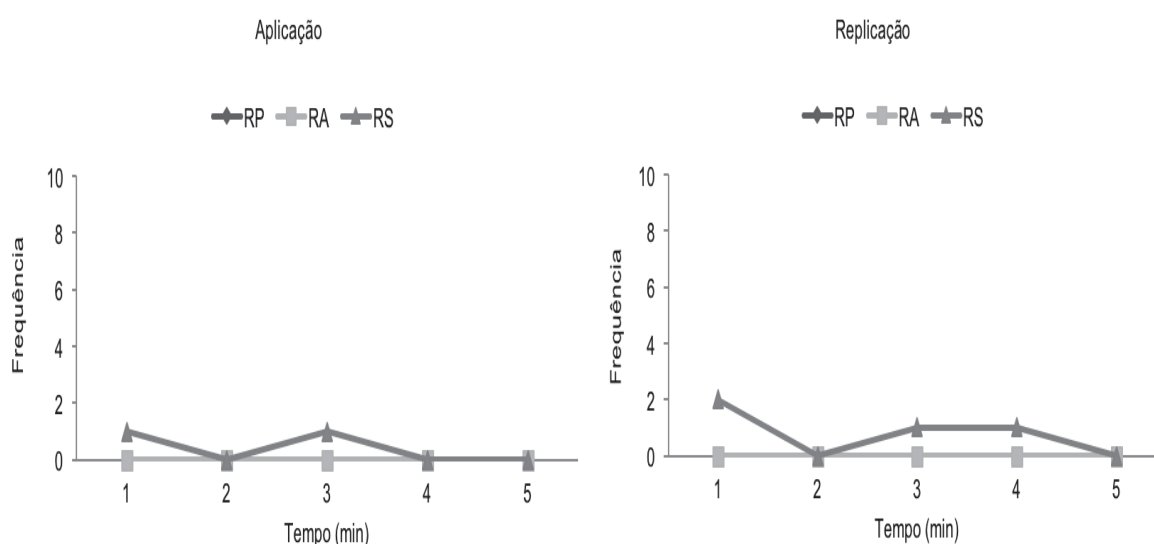 Aplicação
RP RA RS
10
8
6
4
2
0
Frequência
1 2 3 4 5
Tempo (min)
Replicação
RP RA RS
10
8
6
4
2
0
Frequência
1 2 3 4 5
Tempo (min)